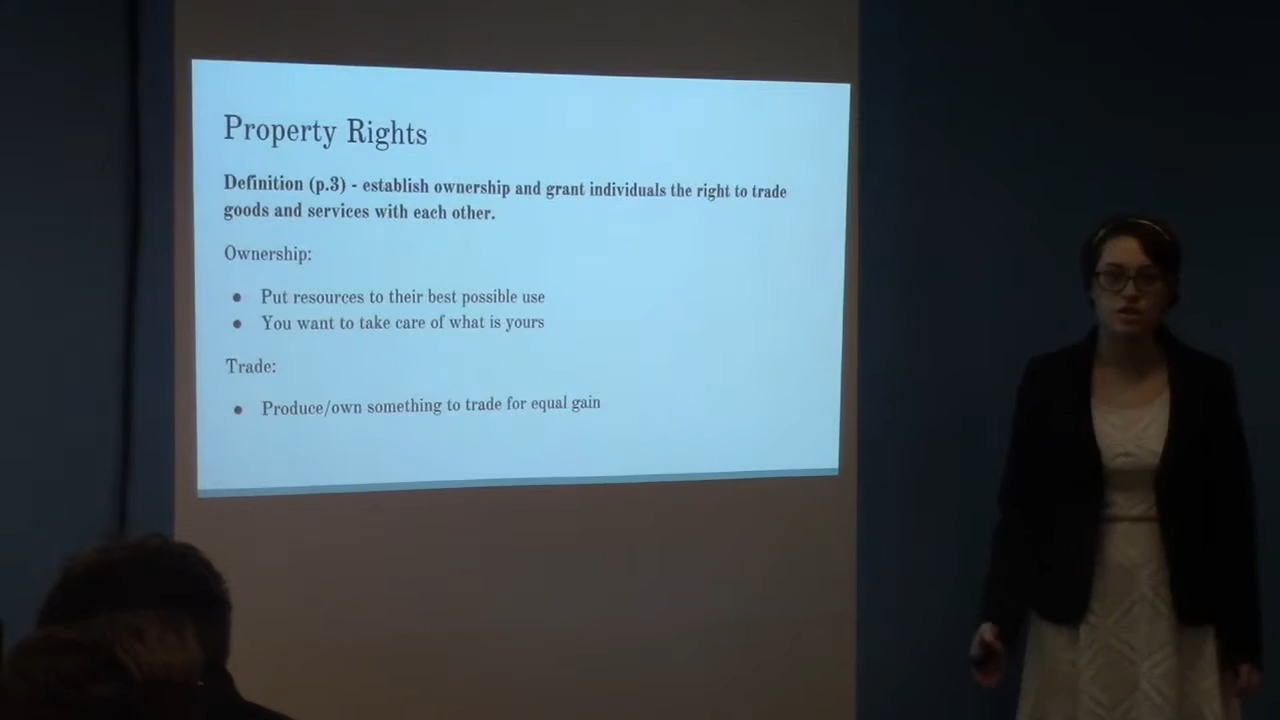 Property Rights
Definition (p.3) - establish ownership and grant individuals the right to trade
goods and services with each other.
Ownership:
● Put resources to their best possible use
● You want to take care of what is yours
Trade:
● Produce/own something to trade for equal gain